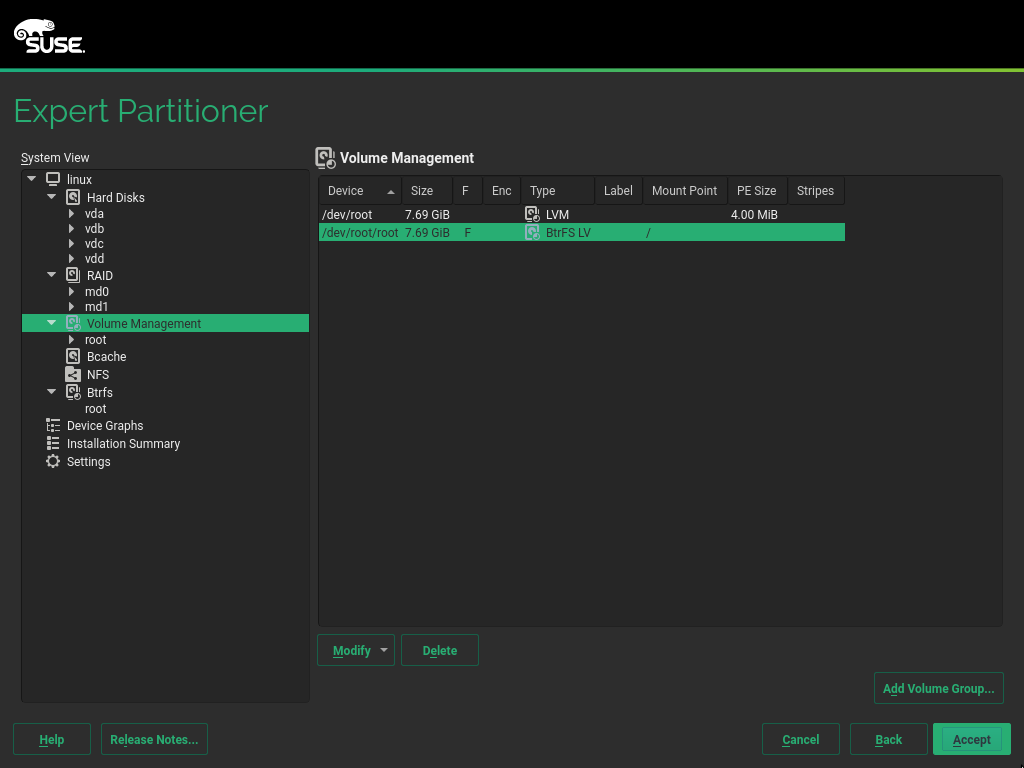 SUSE
Expert Partitioner
System View
linux
Hard Disks
vda
vdb
vdc
vdd
RAID
md0
md1
Volume Management
root
Bcache
NFS
Btrfs
root
Device Graphs
Installation Summary
Settings
Volume Management
Device Size F Enc Type Label Mount Point PE Size Stripes
/dev/root 7.69 GiB LVM 4.00 MiB
/dev/root/root 7.69 GiB F BtrFS LV /
Modify Delete
Add Volume Group...
Help Release Notes... Cancel Back Accept